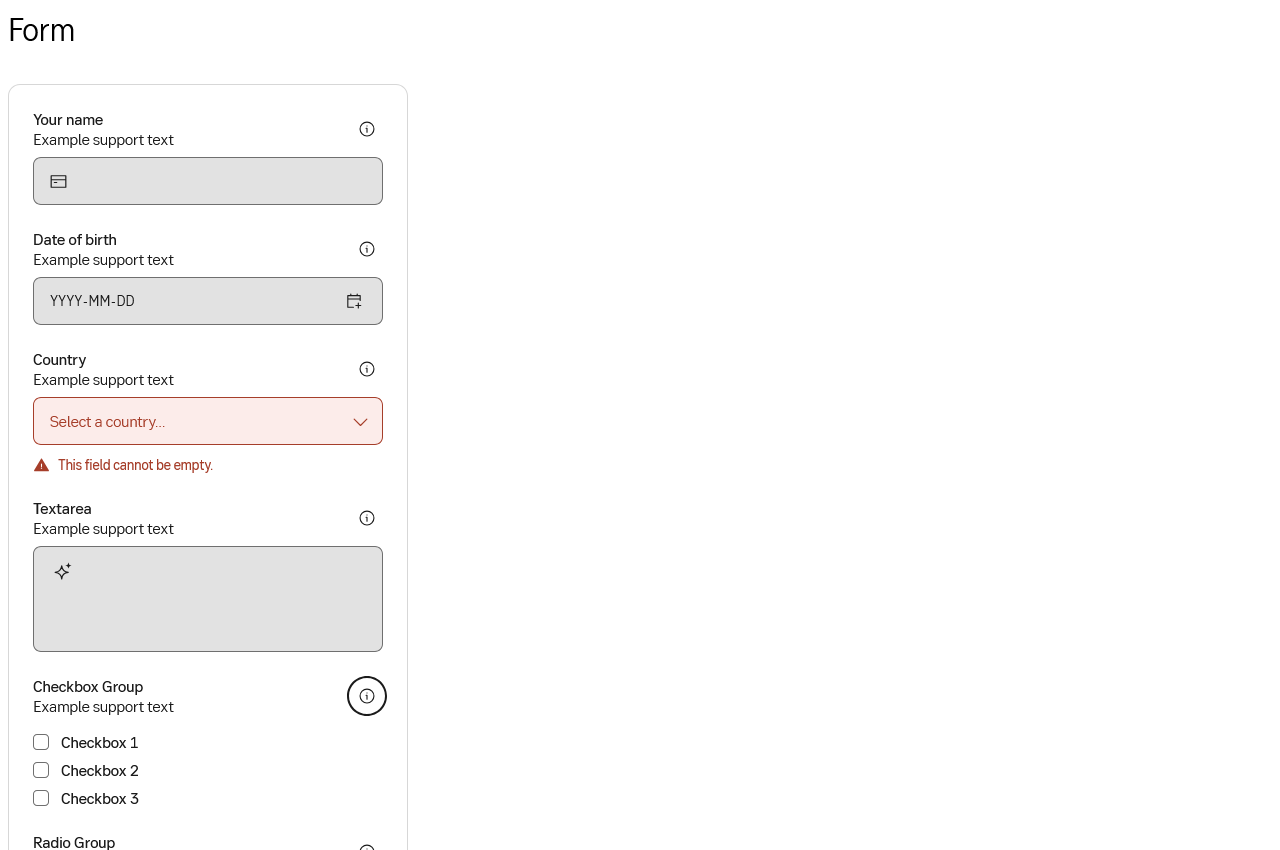 Form
Your name
Example support text
Date of birth
Example support text
YYYY-MM-DD
Country
Example support text
Select a country...
This field cannot be empty.
Textarea
Example support text
Checkbox Group
Example support text
Checkbox 1
Checkbox 2
Checkbox 3
Radio Group